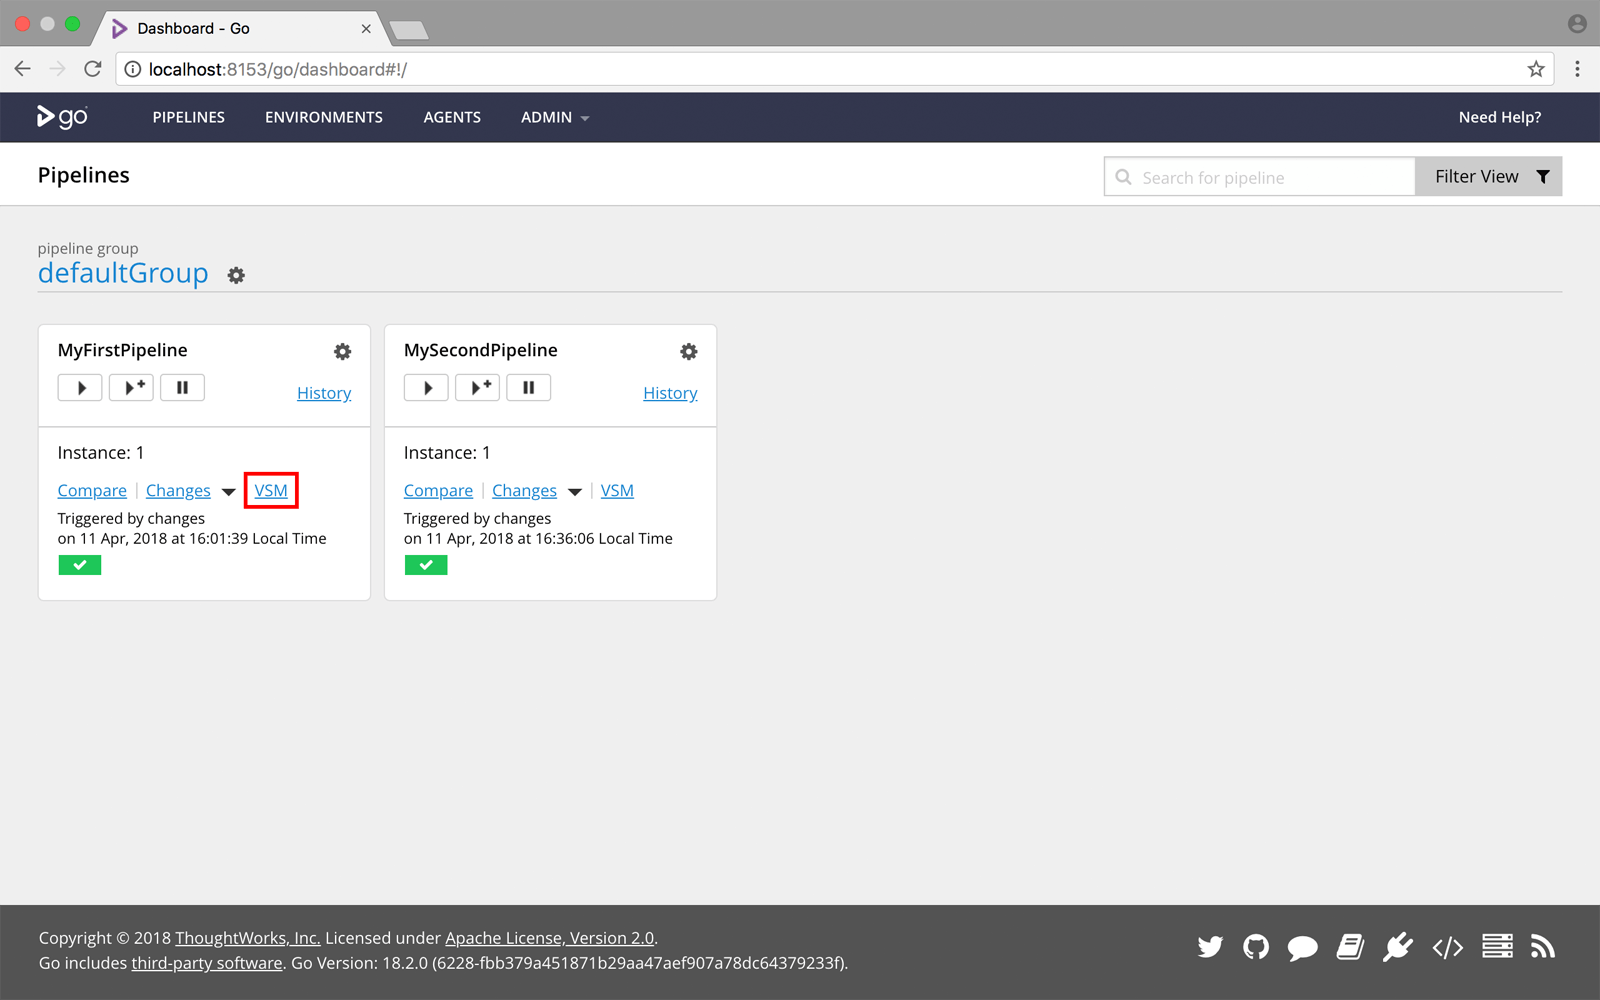 Dashboard - Go
localhost:8153/go/dashboard#!/
go PIPELINES ENVIRONMENTS AGENTS ADMIN Need Help?
Pipelines Search for pipeline Filter View
pipeline group
defaultGroup
MyFirstPipeline
History
Instance: 1
Compare Changes VSM
Triggered by changes
on 11 Apr, 2018 at 16:01:39 Local Time
MySecondPipeline
History
Instance: 1
Compare Changes VSM
Triggered by changes
on 11 Apr, 2018 at 16:36:06 Local Time
Copyright © 2018 ThoughtWorks, Inc. Licensed under Apache License, Version 2.0.
Go includes third-party software. Go Version: 18.2.0 (6228-fbb379a451871b29aa47aef907a78dc64379233f).